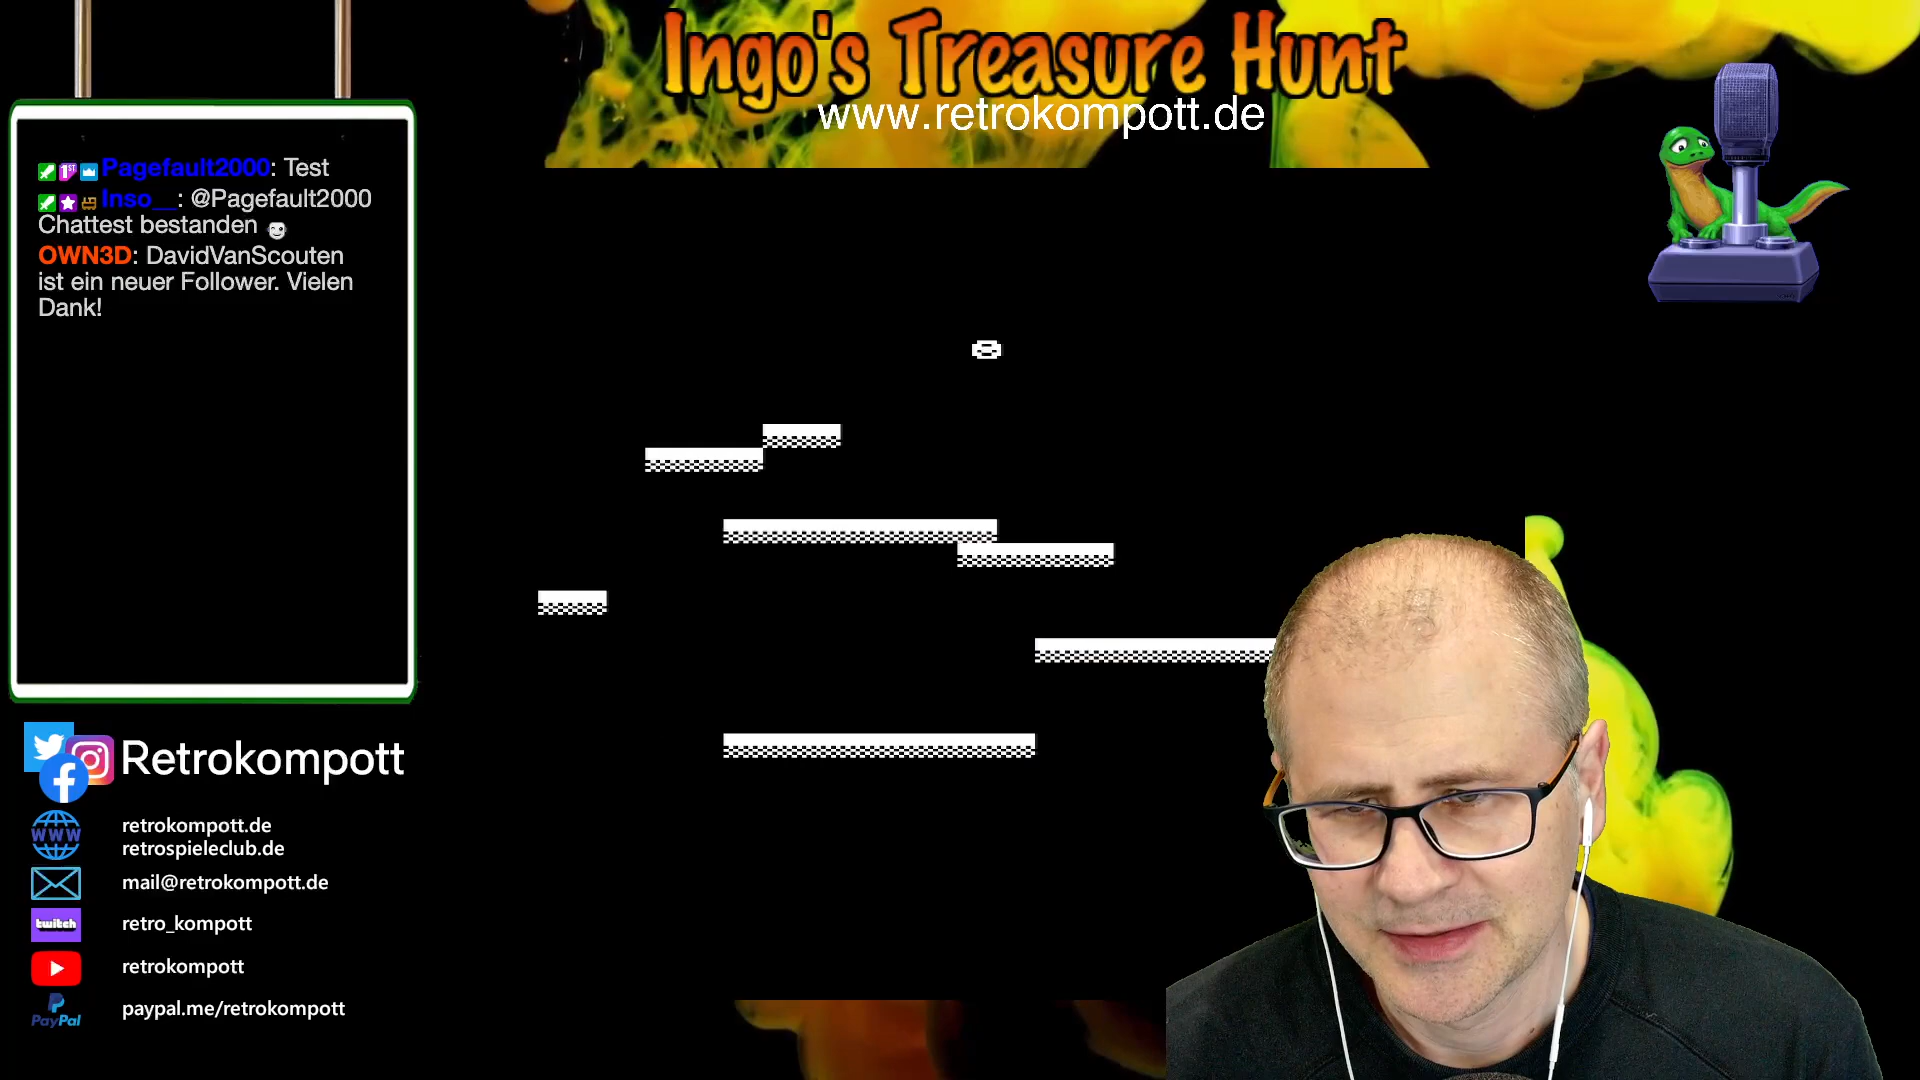 Ingo's Treasure Hunt
www.retrokompott.de
Pagefault2000: Test
Inso__: @Pagefault2000
Chattest bestanden
OWN3D: DavidVanScouten
ist ein neuer Follower. Vielen
Dank!
Retrokompott
WWW
retrokompott.de
retrospieleclub.de
mail@retrokompott.de
twitch
retro_kompott
retrokompott
PayPal
paypal.me/retrokompott